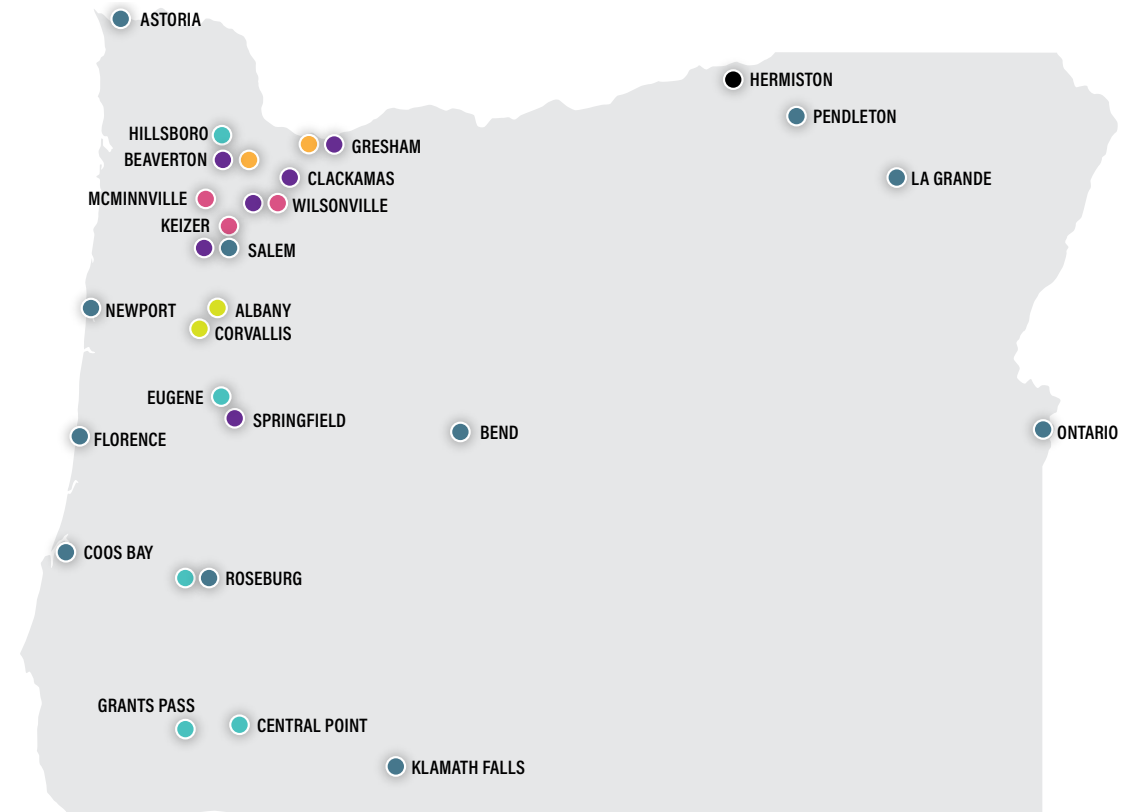 ASTORIA
HERMISTON
PENDLETON
HILLSBORO
GRESHAM
BEAVERTON
CLACKAMAS
LA GRANDE
MCMINNVILLE
WILSONVILLE
KEIZER
SALEM
NEWPORT
ALBANY
CORVALLIS
EUGENE
SPRINGFIELD
FLORENCE
BEND
ONTARIO
COOS BAY
ROSEBURG
GRANTS PASS
CENTRAL POINT
KLAMATH FALLS